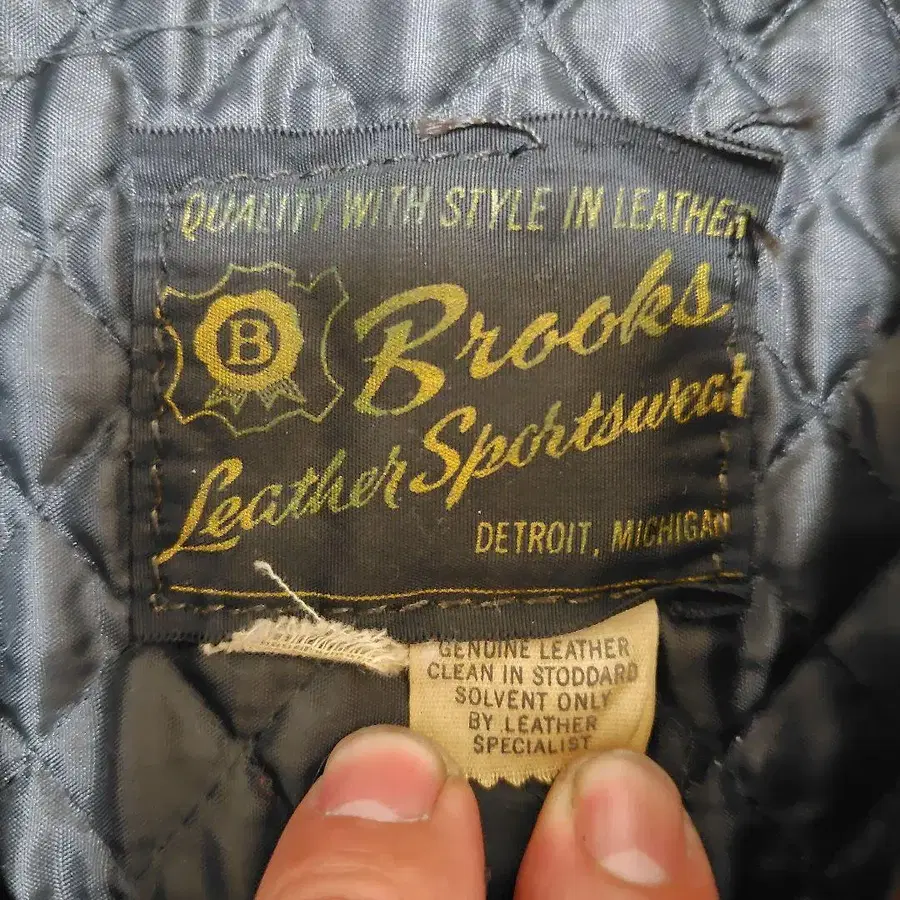 QUALITY WITH STYLE IN LEATHER
B
Brooks
Leather Sportswear
DETROIT, MICHIGAN
GENUINE LEATHER
CLEAN IN STODDARD
SOLVENT ONLY
BY LEATHER
SPECIALIST